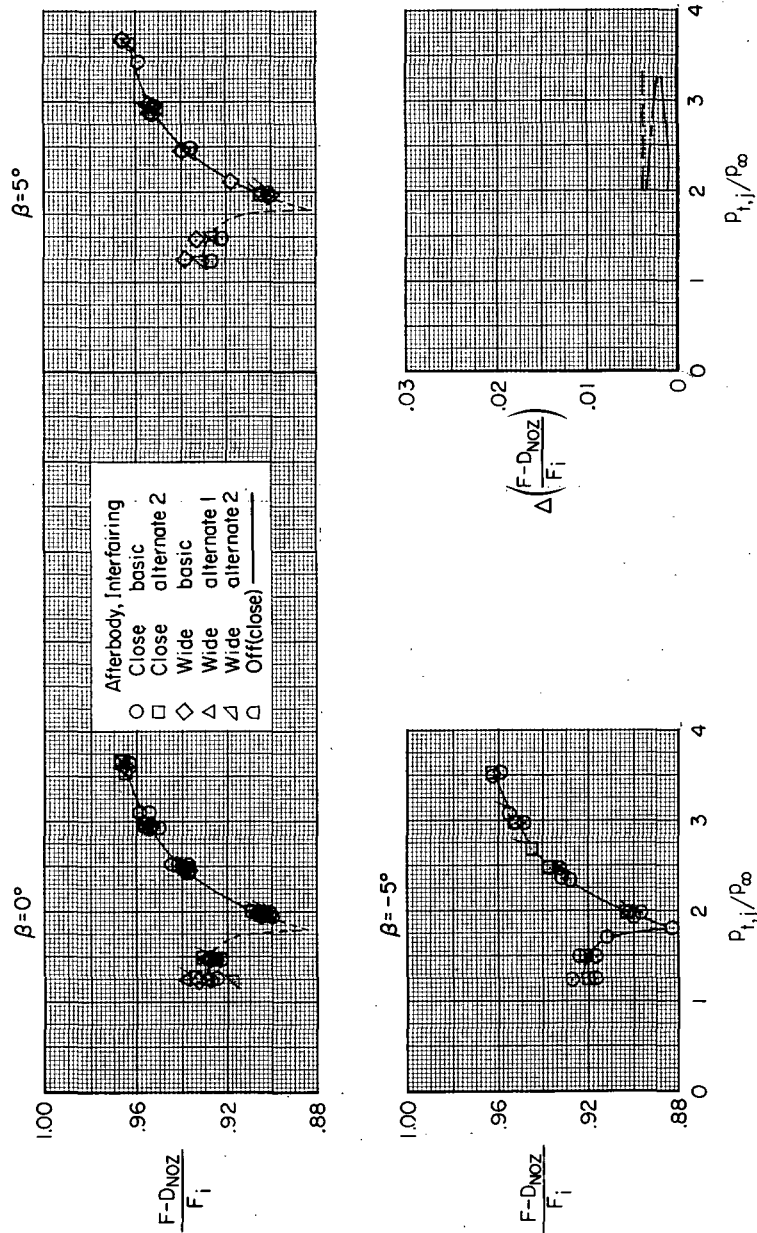 β=0°
β=5°
F-D_NOZ
F_i
1.00
.96
.92
.88
Afterbody, Interfairing
Close basic
Close alternate 2
Wide basic
Wide alternate 1
Wide alternate 2
Off(close)
β=-5°
F-D_NOZ
F_i
1.00
.96
.92
.88
0 1 2 3 4
p_t,j/p_∞
Δ(F-D_NOZ
F_i)
.03
.02
.01
0
0 1 2 3 4
p_t,j/p_∞